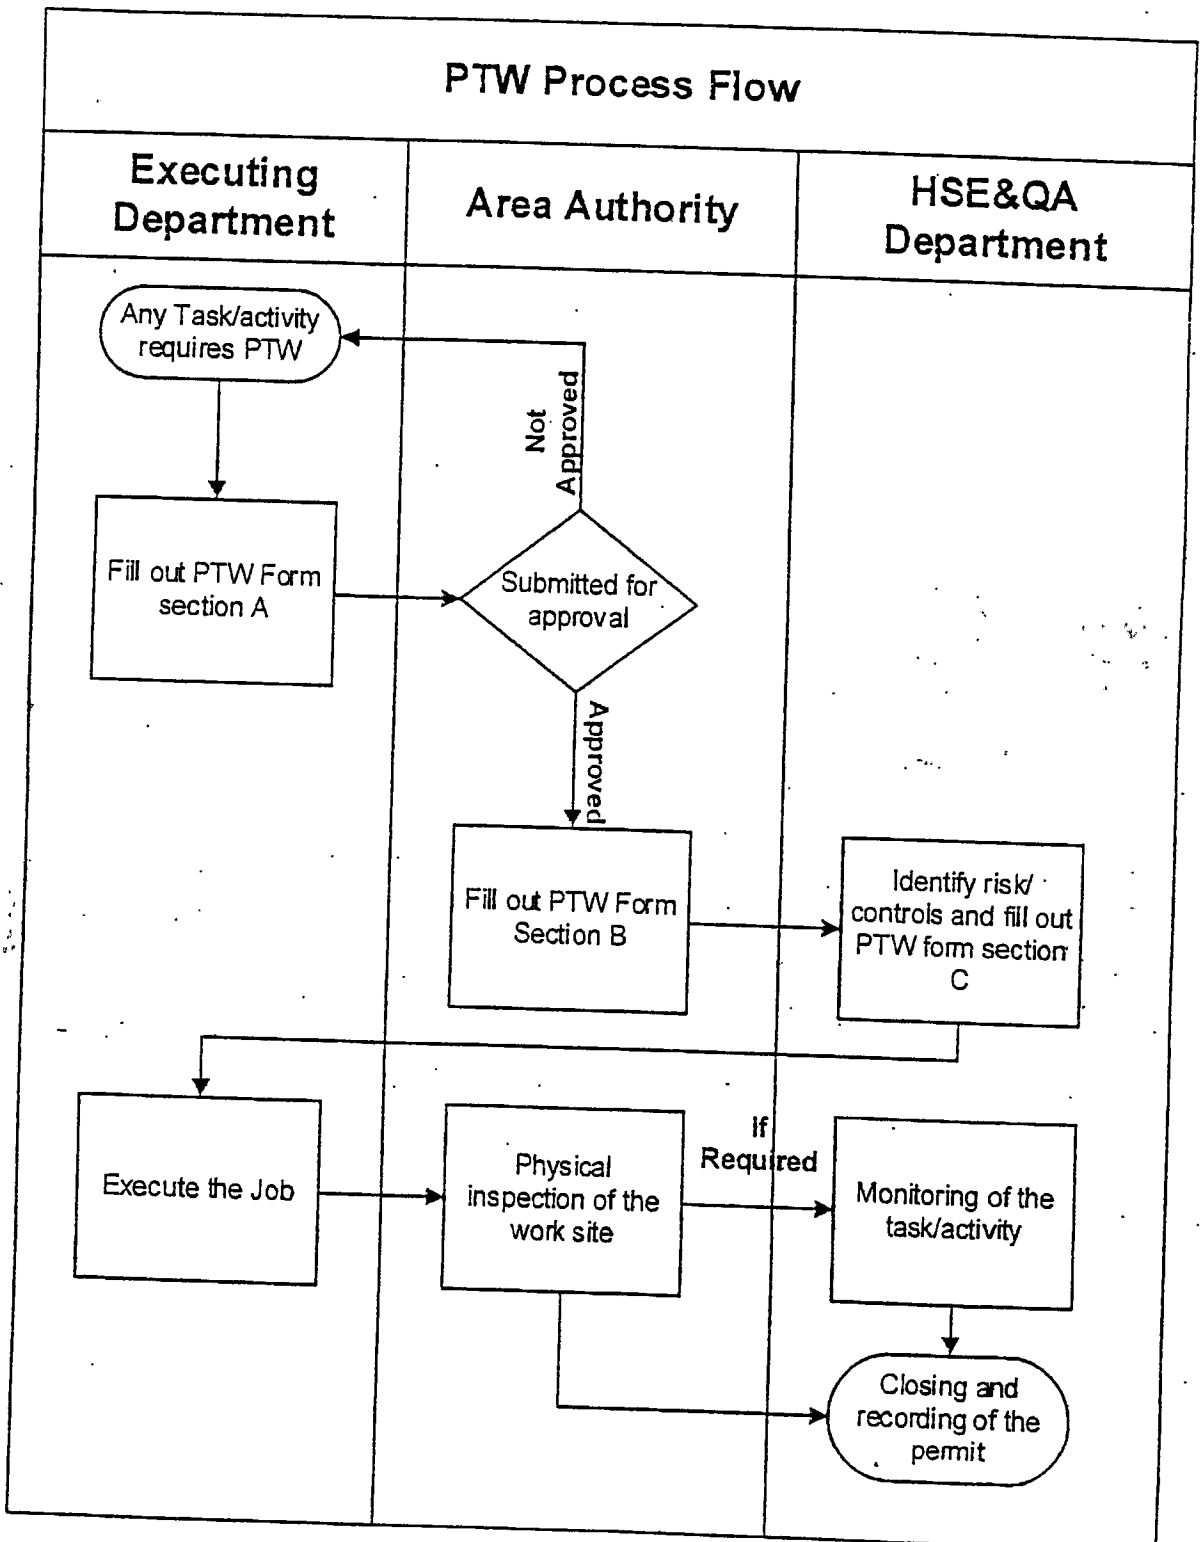 PTW Process Flow
Executing
Department
Area Authority
HSE&QA
Department
Any Task/activity
requires PTW
Not
Approved
Fill out PTW Form
section A
Submitted for
approval
Approved
Fill out PTW Form
Section B
Identify risk/
controls and fill out
PTW form section
C
Execute the Job
Physical
inspection of the
work site
If
Required
Monitoring of the
task/activity
Closing and
recording of the
permit